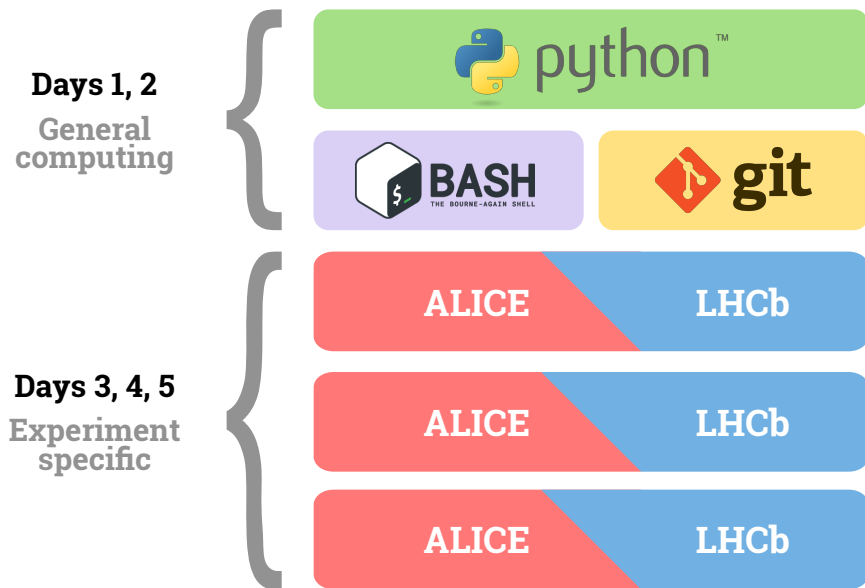 Days 1, 2
General
computing
python™
$_
BASH
THE BOURNE-AGAIN SHELL
git
Days 3, 4, 5
Experiment
specific
ALICE LHCb
ALICE LHCb
ALICE LHCb